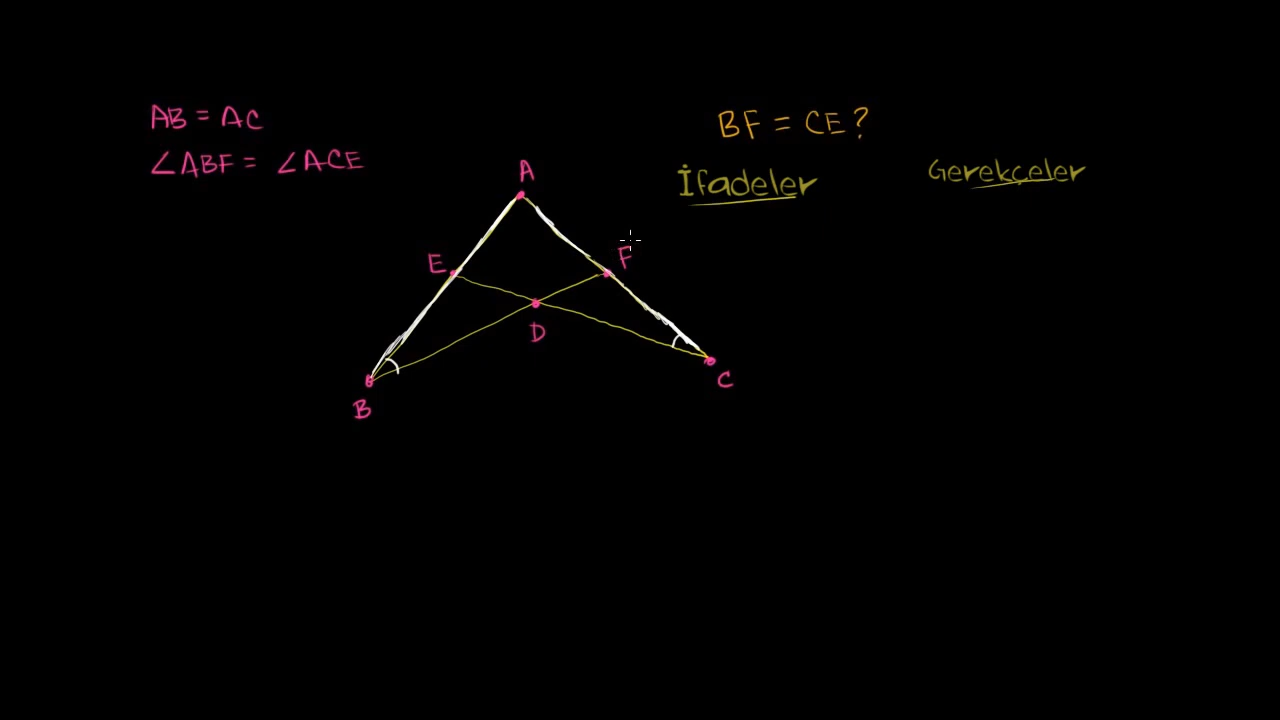 AB = AC
∠ABF = ∠ACE
BF = CE?
İfadeler
Gerekçeler
A
E
F
D
B
C